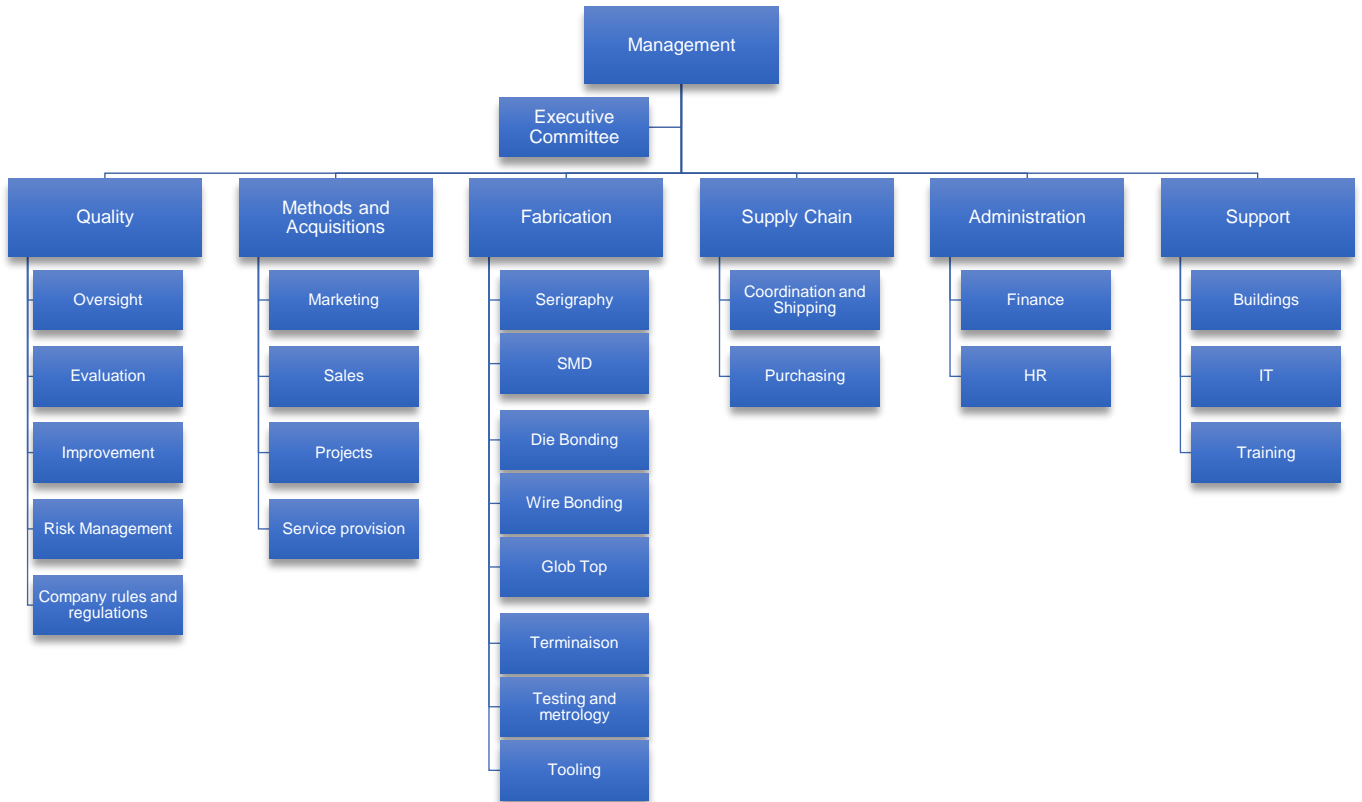 Management
Executive
Committee
Quality
Methods and
Acquisitions
Fabrication
Supply Chain
Administration
Support
Oversight
Evaluation
Improvement
Risk Management
Company rules and
regulations
Marketing
Sales
Projects
Service provision
Serigraphy
SMD
Die Bonding
Wire Bonding
Glob Top
Terminaison
Testing and
metrology
Tooling
Coordination and
Shipping
Purchasing
Finance
HR
Buildings
IT
Training